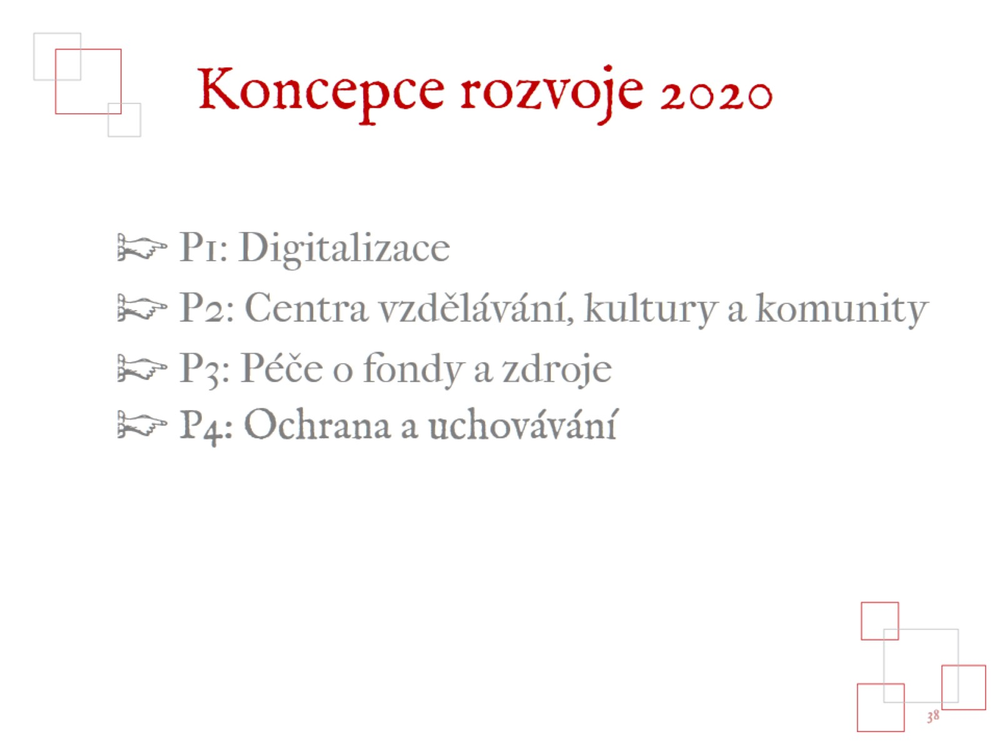 Koncepce rozvoje 2020
P1: Digitalizace
P2: Centra vzdělávání, kultury a komunity
P3: Péče o fondy a zdroje
P4: Ochrana a uchovávání
38